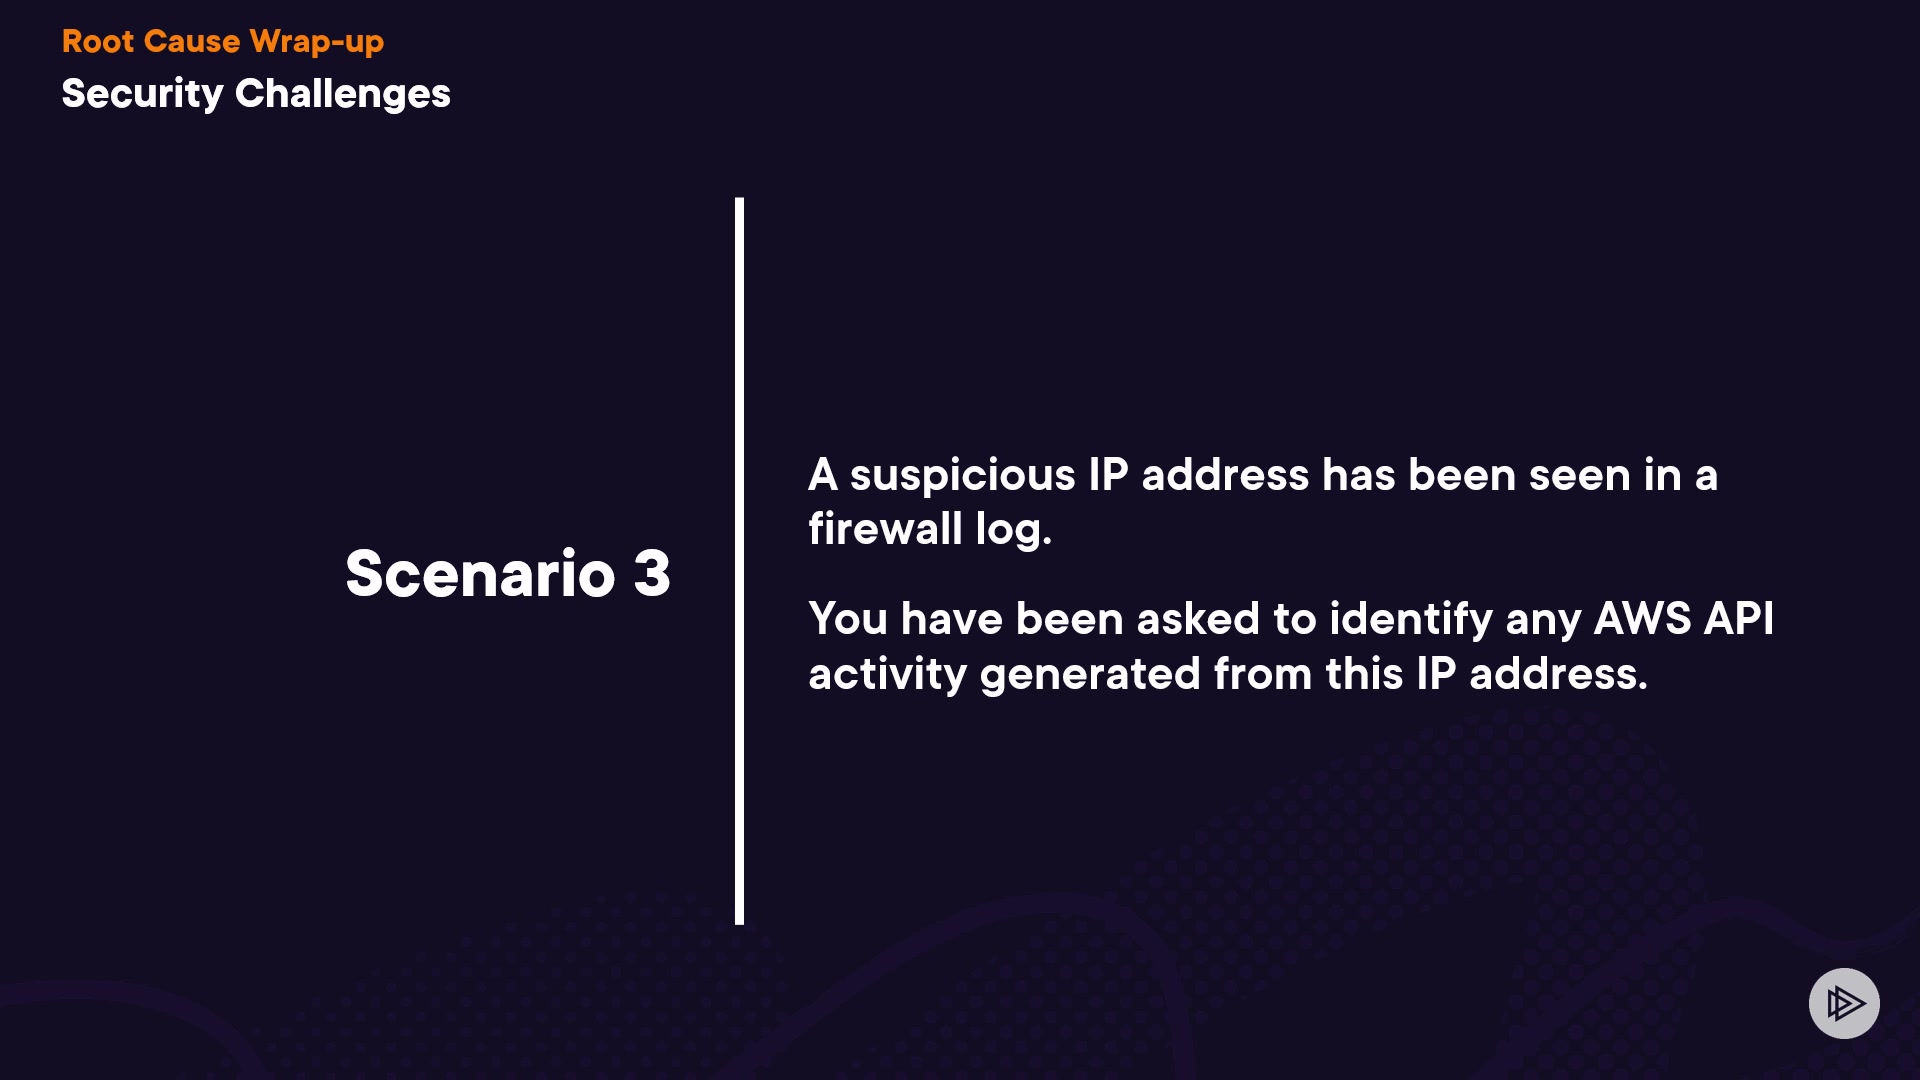 Root Cause Wrap-up
Security Challenges
Scenario 3
A suspicious IP address has been seen in a
firewall log.
You have been asked to identify any AWS API
activity generated from this IP address.